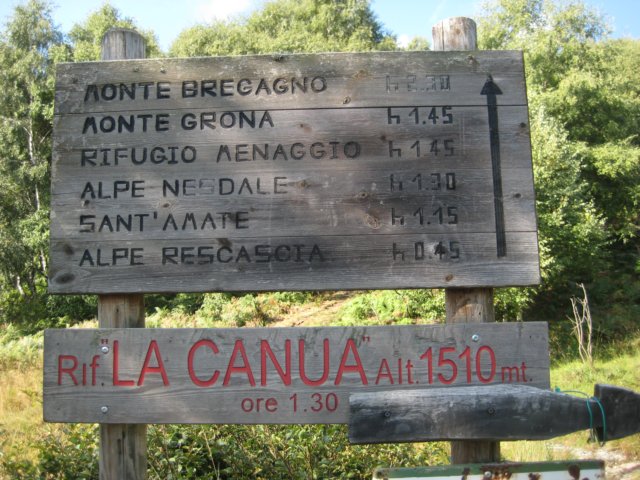 MONTE BREGAGNO h 2.30
MONTE GRONA h 1.45
RIFUGIO MENAGGIO h 1.45
ALPE NESDALE h 1.30
SANT'AMATE h 1.15
ALPE RESCASCIA h 0.45
Rif. "LA CANUA" Alt. 1510 mt.
ore 1.30